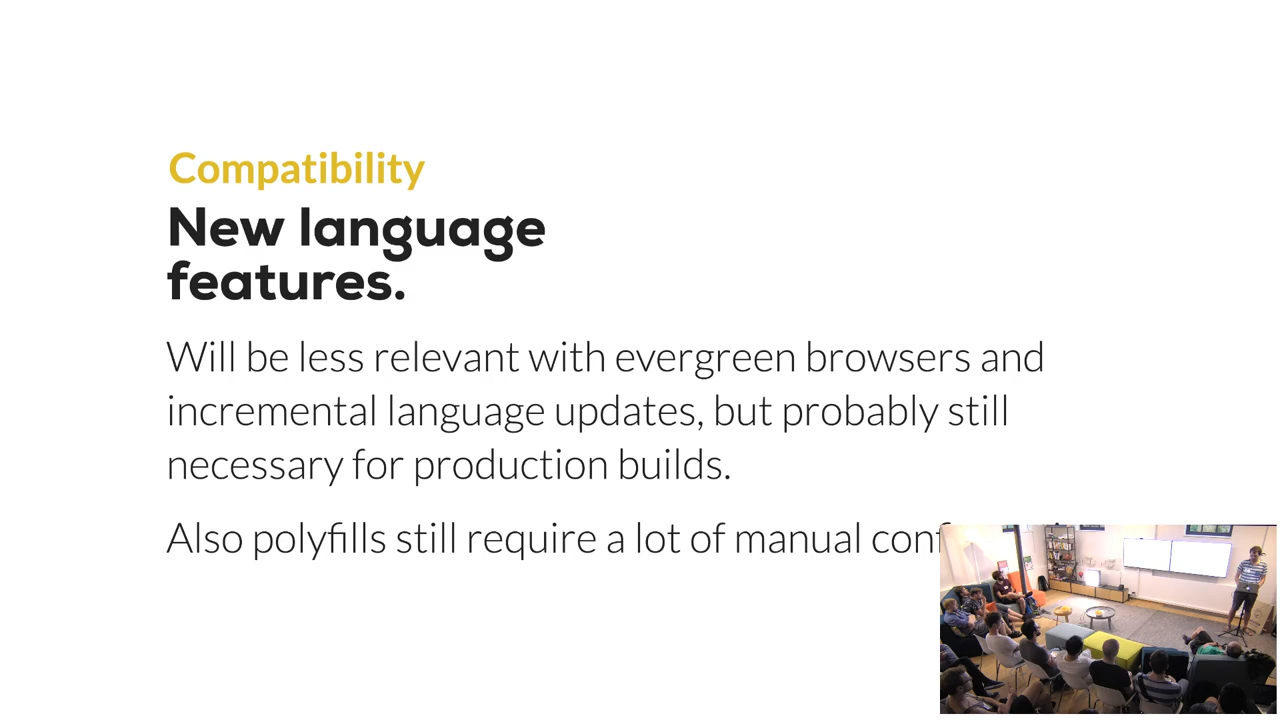 Compatibility
New language
features.
Will be less relevant with evergreen browsers and
incremental language updates, but probably still
necessary for production builds.
Also polyfills still require a lot of manual